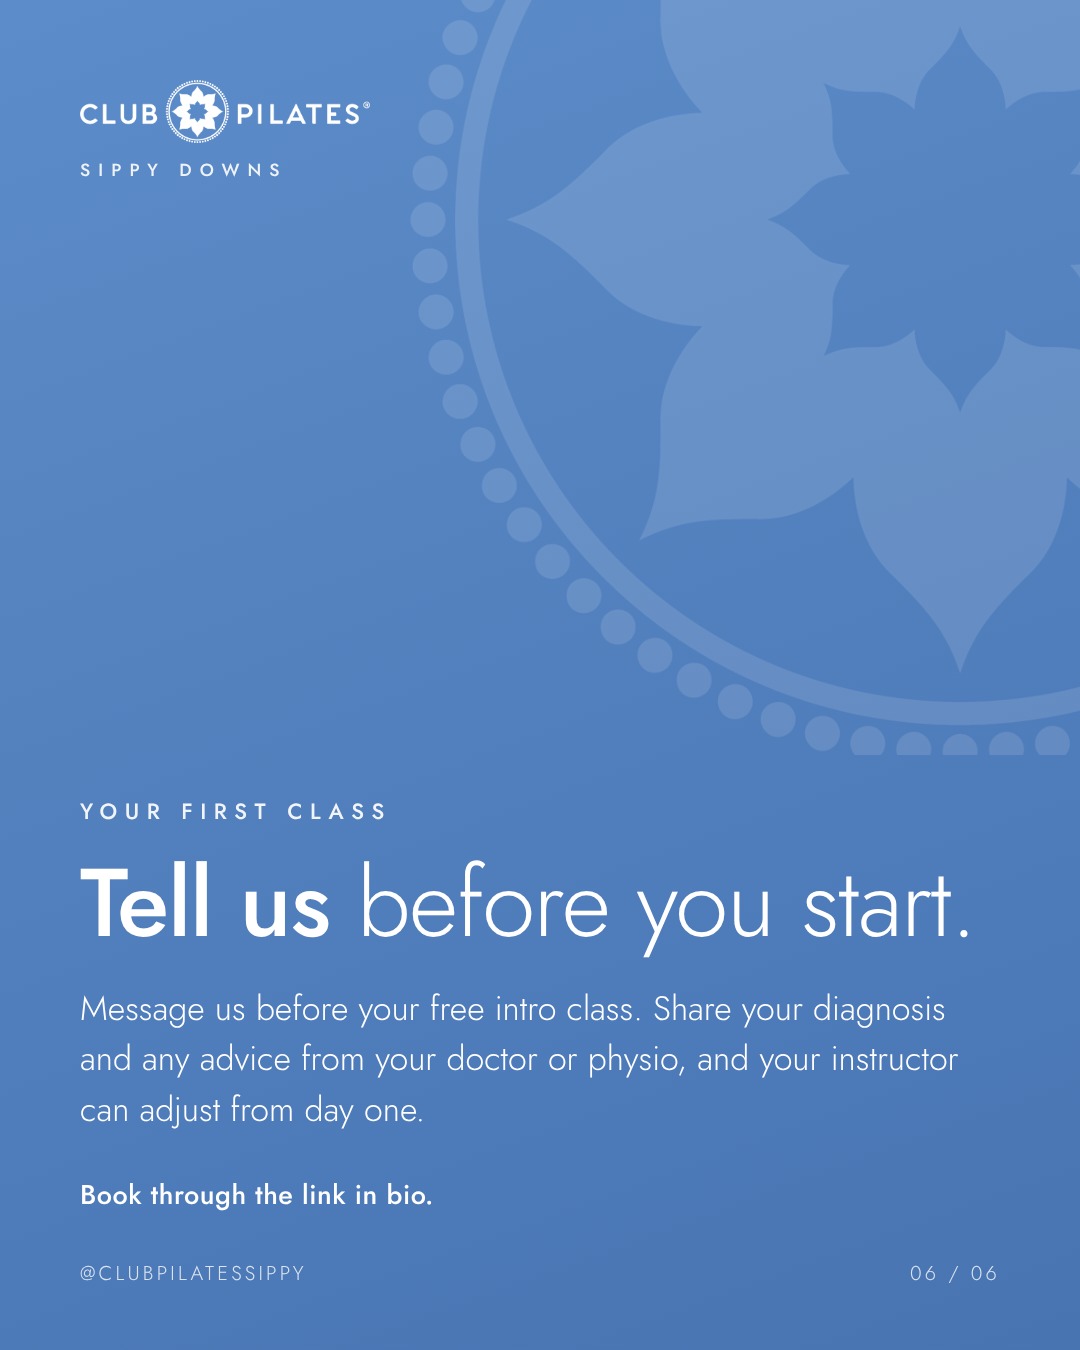 CLUB PILATES®
SIPPY DOWNS
YOUR FIRST CLASS
Tell us before you start.
Message us before your free intro class. Share your diagnosis
and any advice from your doctor or physio, and your instructor
can adjust from day one.
Book through the link in bio.
@CLUBPILATESSIPPY
06 / 06